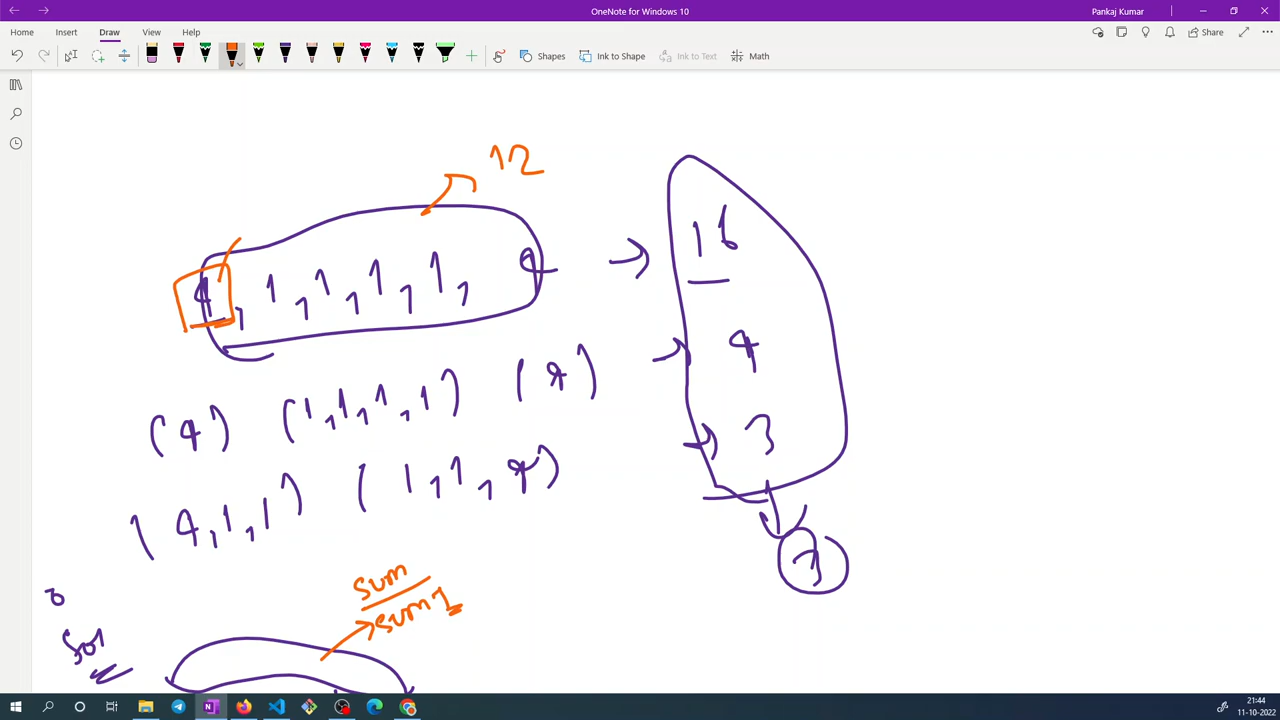 OneNote for Windows 10
Pankaj Kumar
Home Insert Draw View Help
Share
Shapes Ink to Shape Ink to Text Math
12
4, 1, 1, 1, 1, 4
16
4
(4) (1,1,1,1) (4)
3
(4,1,1) (1,1,4)
3
sum
sum1
Sol
21:44
11-10-2022